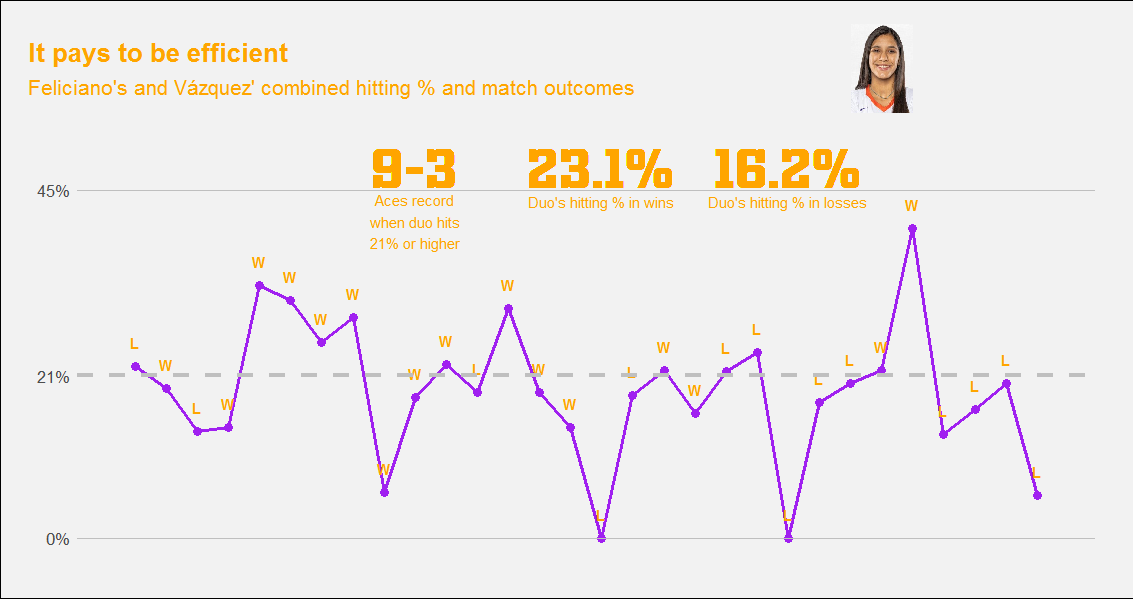 It pays to be efficient
Feliciano's and Vázquez' combined hitting % and match outcomes
9-3
23.1%
16.2%
45%
Aces record
when duo hits
21% or higher
Duo's hitting % in wins
Duo's hitting % in losses
L
W
L
W
W
W
W
W
W
W
W
L
W
W
W
L
L
W
W
L
L
L
L
L
W
W
L
L
L
L
21%
0%